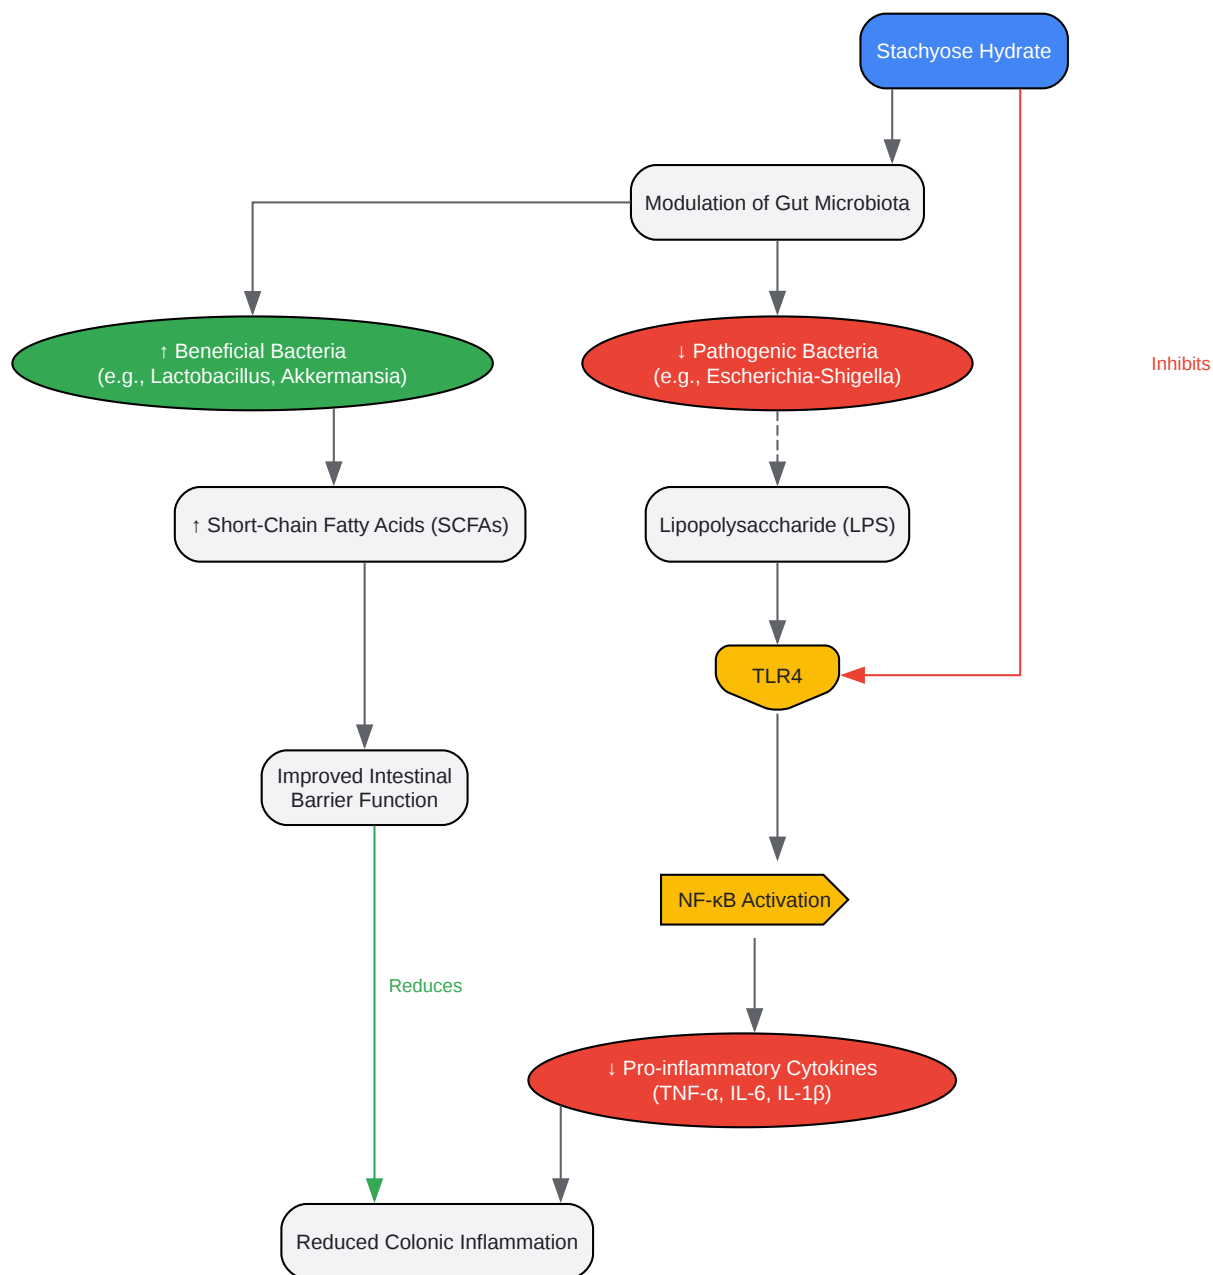 Stachyose Hydrate
Modulation of Gut Microbiota
↑ Beneficial Bacteria
(e.g., Lactobacillus, Akkermansia)
↓ Pathogenic Bacteria
(e.g., Escherichia-Shigella)
Inhibits
↑ Short-Chain Fatty Acids (SCFAs)
Lipopolysaccharide (LPS)
TLR4
Improved Intestinal
Barrier Function
NF-κB Activation
Reduces
↓ Pro-inflammatory Cytokines
(TNF-α, IL-6, IL-1β)
Reduced Colonic Inflammation